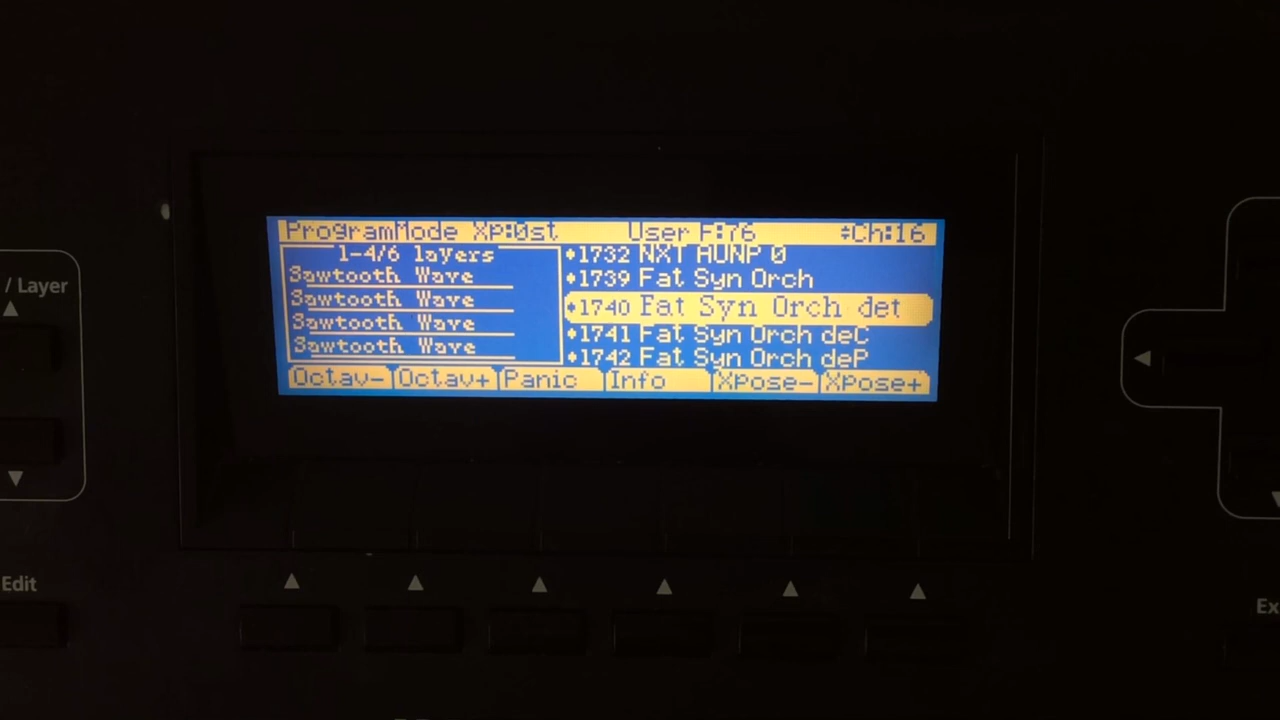 ProgramMode Xp:0st User F:76 Ch:16
1-4/6 layers
Sawtooth Wave
Sawtooth Wave
Sawtooth Wave
Sawtooth Wave
1732 NXT AUNP 0
1739 Fat Syn Orch
1740 Fat Syn Orch det
1741 Fat Syn Orch deC
1742 Fat Syn Orch deP
Octav- Octav+ Panic Info Xpose- Xpose+
/ Layer
Edit
Ex